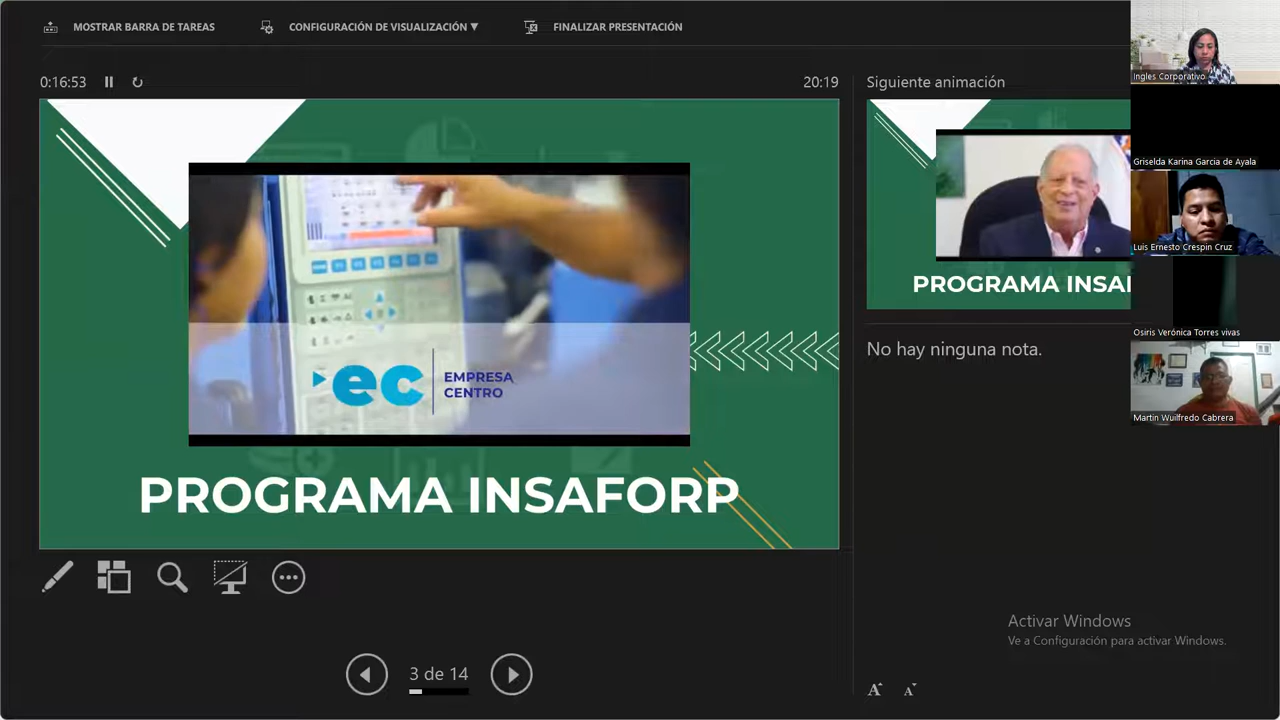 MOSTRAR BARRA DE TAREAS
CONFIGURACIÓN DE VISUALIZACIÓN ▼
FINALIZAR PRESENTACIÓN
0:16:53
20:19
Siguiente animación
ec
EMPRESA
CENTRO
PROGRAMA INSAFORP
PROGRAMA INSAF
No hay ninguna nota.
Ingles Corporativo
Griselda Karina Garcia de Ayala
Luis Ernesto Crespin Cruz
Osiris Verónica Torres vivas
Martin Wuilfredo Cabrera
3 de 14
Activar Windows
Ve a Configuración para activar Windows.
A A